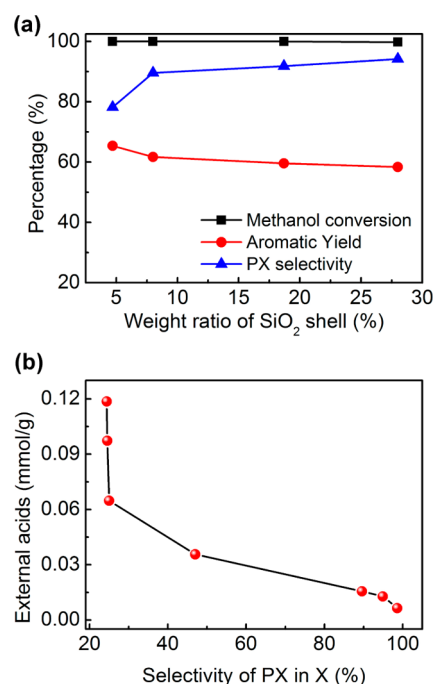 (a)
100
80
60
40
20
Percentage (%)
Methanol conversion
Aromatic Yield
PX selectivity
5 10 15 20 25 30
Weight ratio of SiO₂ shell (%)
(b)
0.12
0.09
0.06
0.03
0.00
External acids (mmol/g)
20 40 60 80 100
Selectivity of PX in X (%)